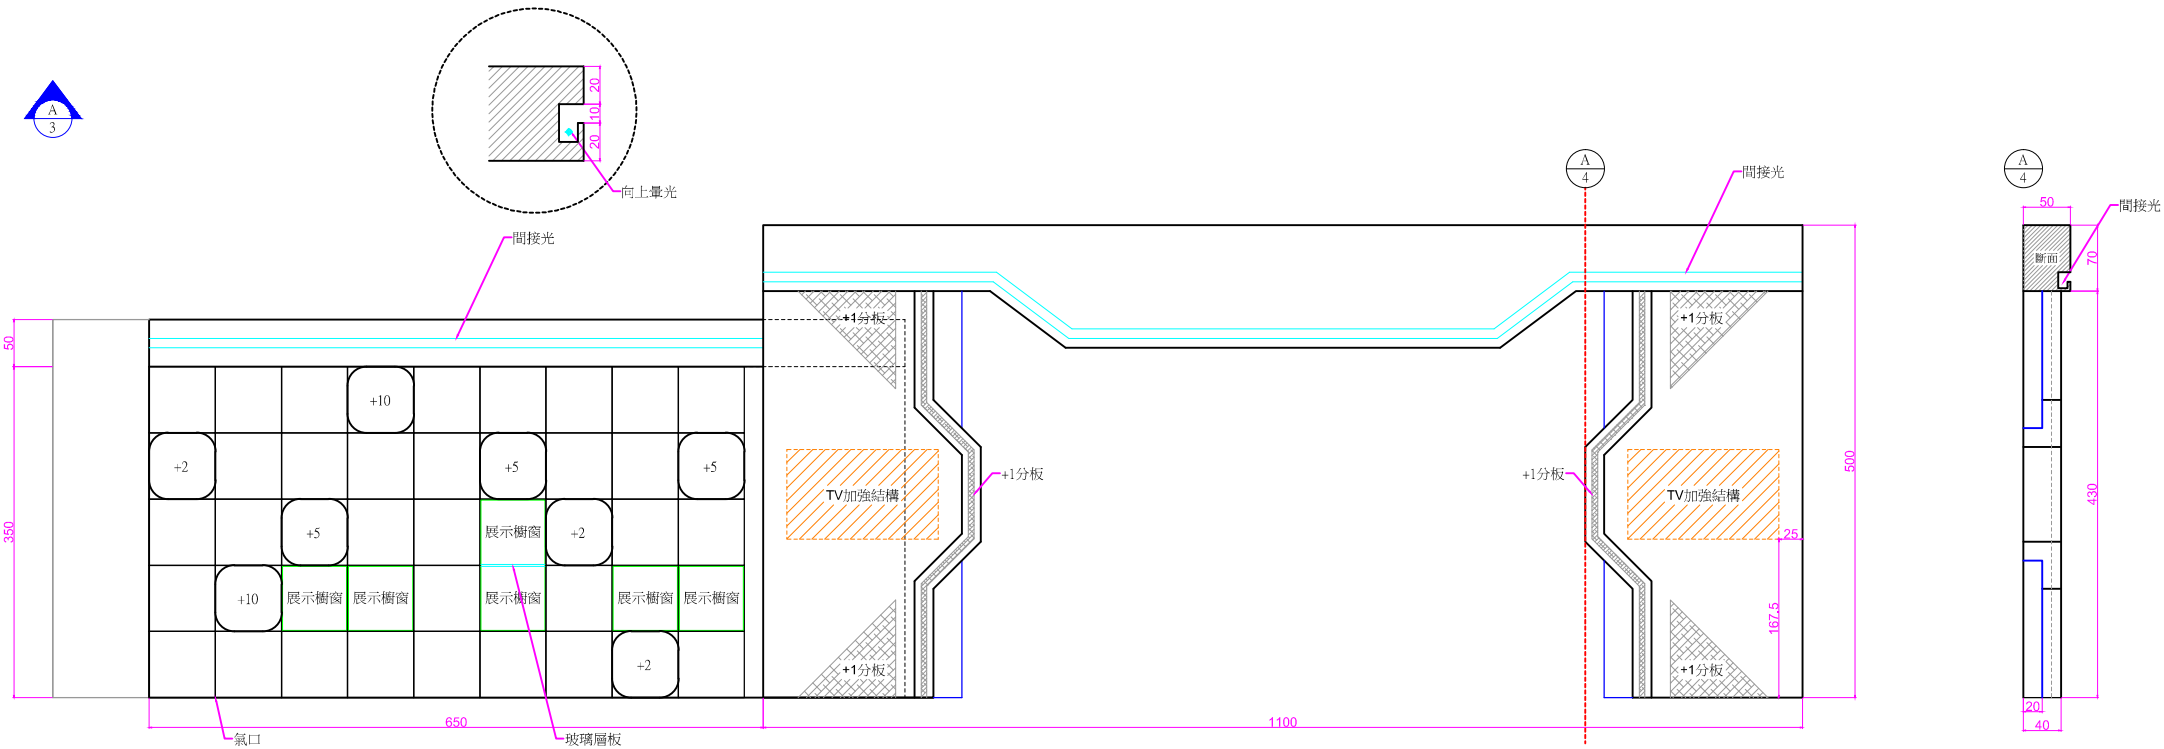 A
3
20
10
20
向上暈光
間接光
A
4
間接光
A
4
50
間接光
70
斷面
50
+1分板
+1分板
+10
+2
+5
+5
500
350
+1分板
+1分板
430
TV加強結構
TV加強結構
展示櫥窗
+5
+2
25
+10
展示櫥窗
展示櫥窗
展示櫥窗
展示櫥窗
展示櫥窗
167.5
+2
+1分板
+1分板
20
650
1100
40
氣口
玻璃層板